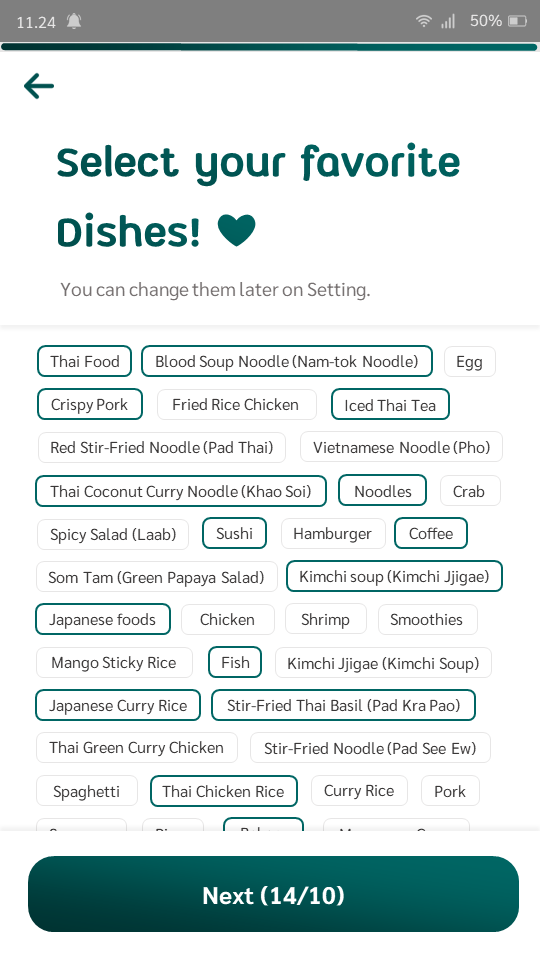 11.24 50%
Select your favorite
Dishes!
You can change them later on Setting.
Thai Food Blood Soup Noodle (Nam-tok Noodle) Egg
Crispy Pork Fried Rice Chicken Iced Thai Tea
Red Stir-Fried Noodle (Pad Thai) Vietnamese Noodle (Pho)
Thai Coconut Curry Noodle (Khao Soi) Noodles Crab
Spicy Salad (Laab) Sushi Hamburger Coffee
Som Tam (Green Papaya Salad) Kimchi soup (Kimchi Jjigae)
Japanese foods Chicken Shrimp Smoothies
Mango Sticky Rice Fish Kimchi Jjigae (Kimchi Soup)
Japanese Curry Rice Stir-Fried Thai Basil (Pad Kra Pao)
Thai Green Curry Chicken Stir-Fried Noodle (Pad See Ew)
Spaghetti Thai Chicken Rice Curry Rice Pork
Next (14/10)